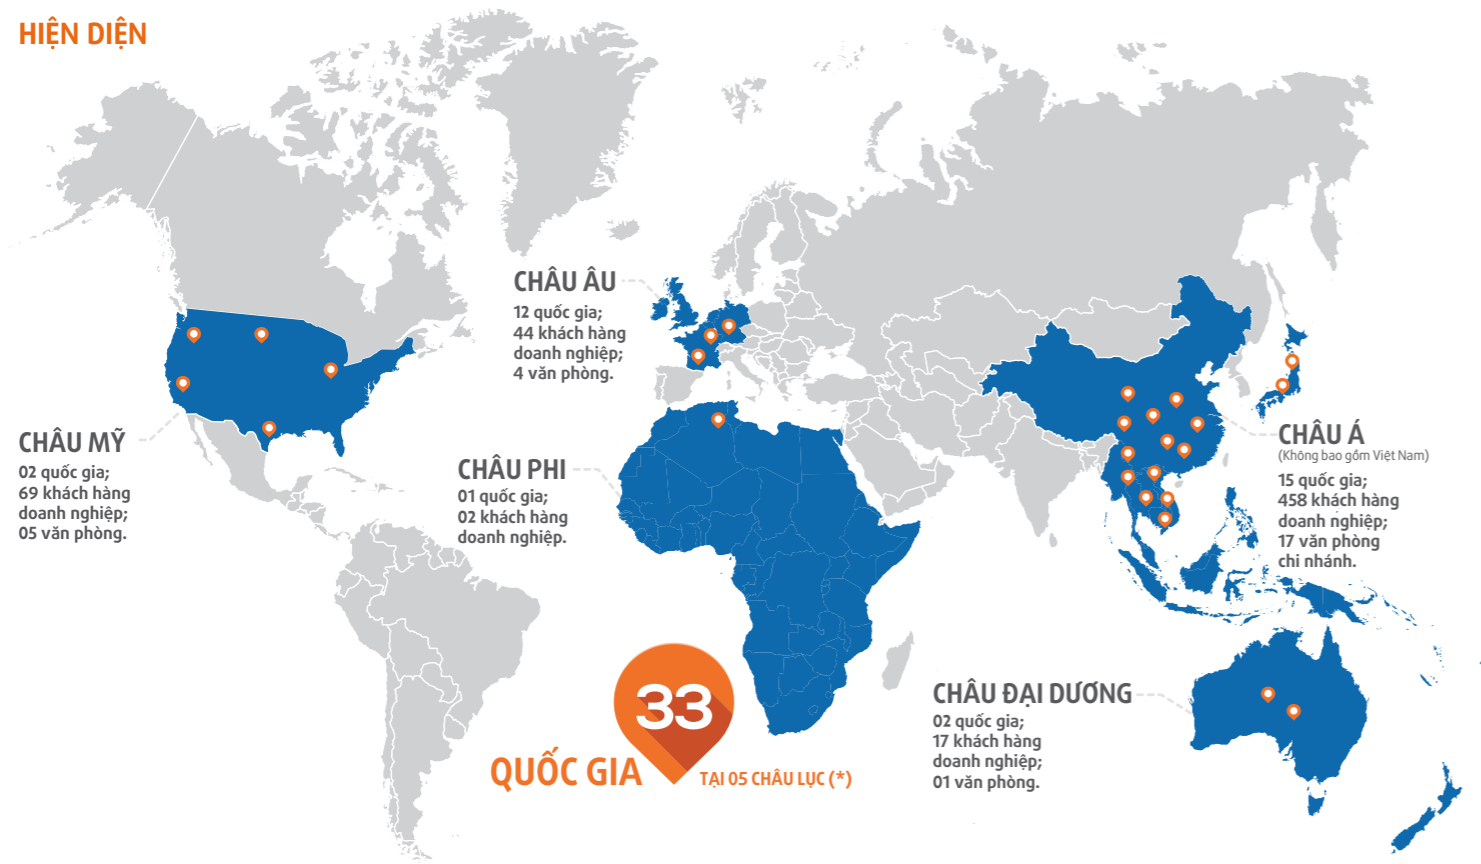 HIỆN DIỆN
CHÂU ÂU
12 quốc gia;
44 khách hàng
doanh nghiệp;
4 văn phòng.
CHÂU MỸ
02 quốc gia;
69 khách hàng
doanh nghiệp;
05 văn phòng.
CHÂU PHI
01 quốc gia;
02 khách hàng
doanh nghiệp.
CHÂU Á
(Không bao gồm Việt Nam)
15 quốc gia;
458 khách hàng
doanh nghiệp;
17 văn phòng
chi nhánh.
CHÂU ĐẠI DƯƠNG
02 quốc gia;
17 khách hàng
doanh nghiệp;
01 văn phòng.
33
QUỐC GIA
TẠI 05 CHÂU LỤC (*)